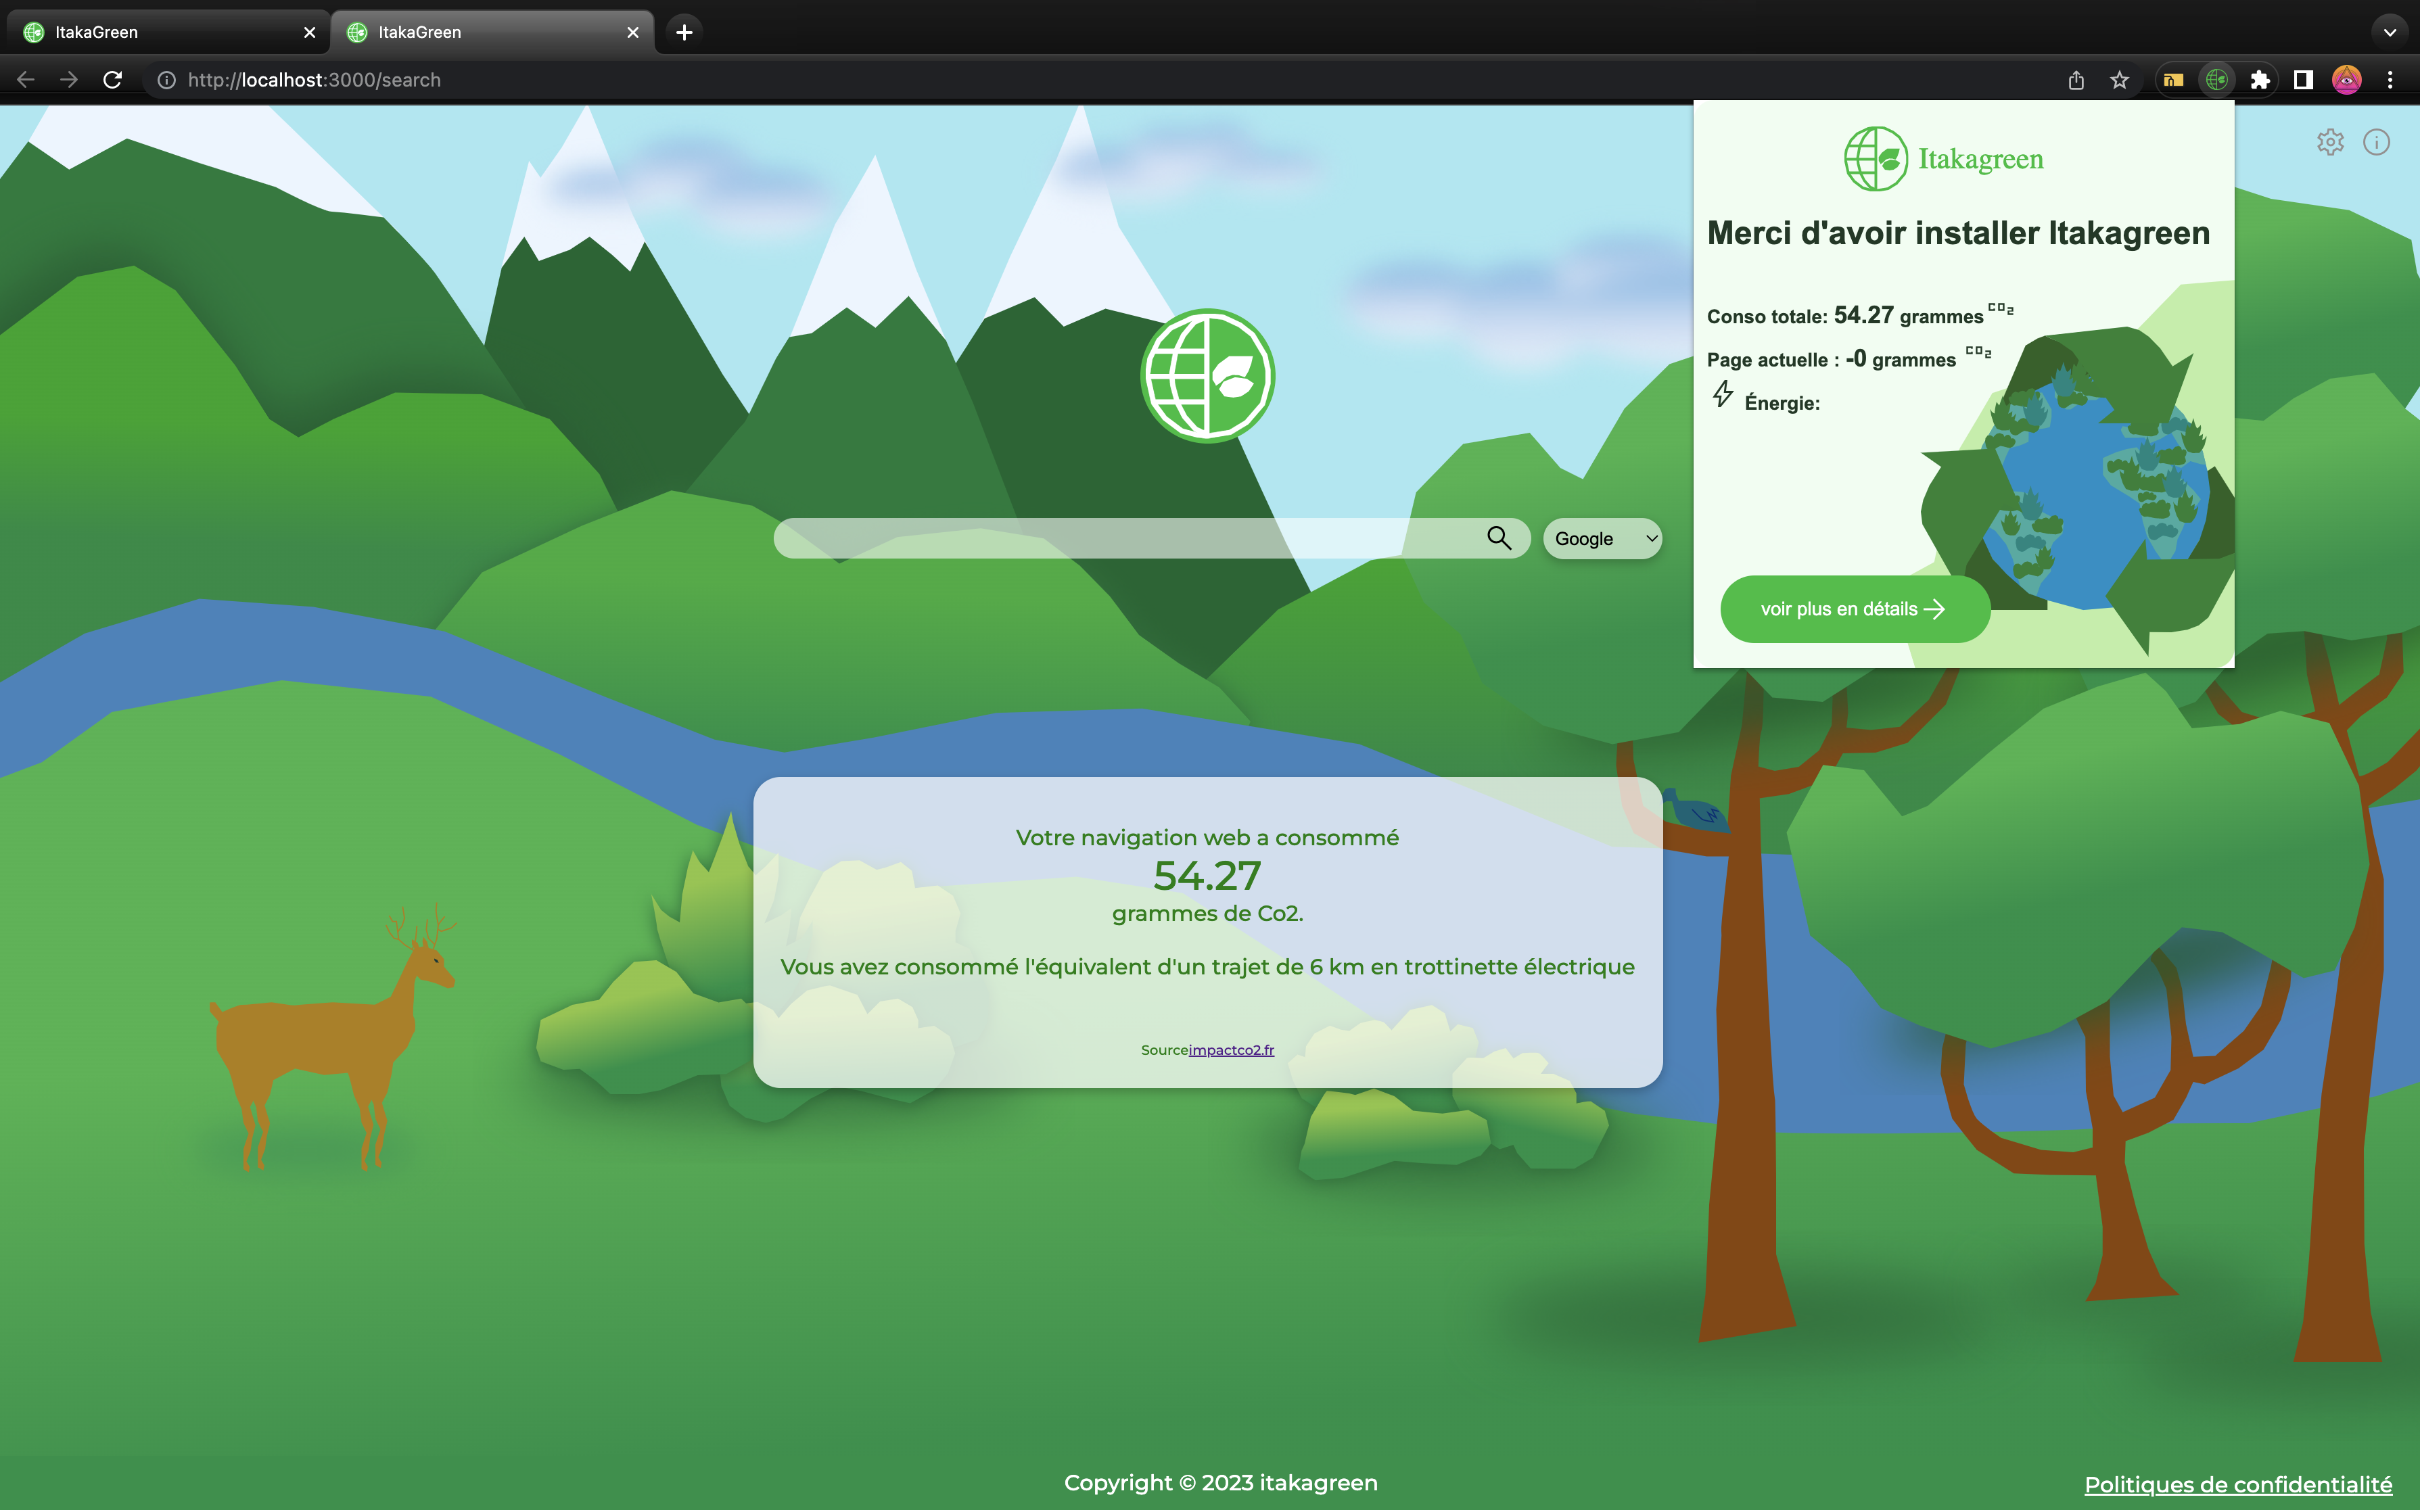 ItakaGreen
ItakaGreen
http://localhost:3000/search
Itakagreen
Merci d'avoir installer Itakagreen
Conso totale: 54.27 grammes CO2
Page actuelle : -0 grammes CO2
Énergie:
voir plus en détails
Google
Votre navigation web a consommé
54.27
grammes de Co2.
Vous avez consommé l'équivalent d'un trajet de 6 km en trottinette électrique
Sourceimpactco2.fr
Copyright © 2023 itakagreen
Politiques de confidentialité